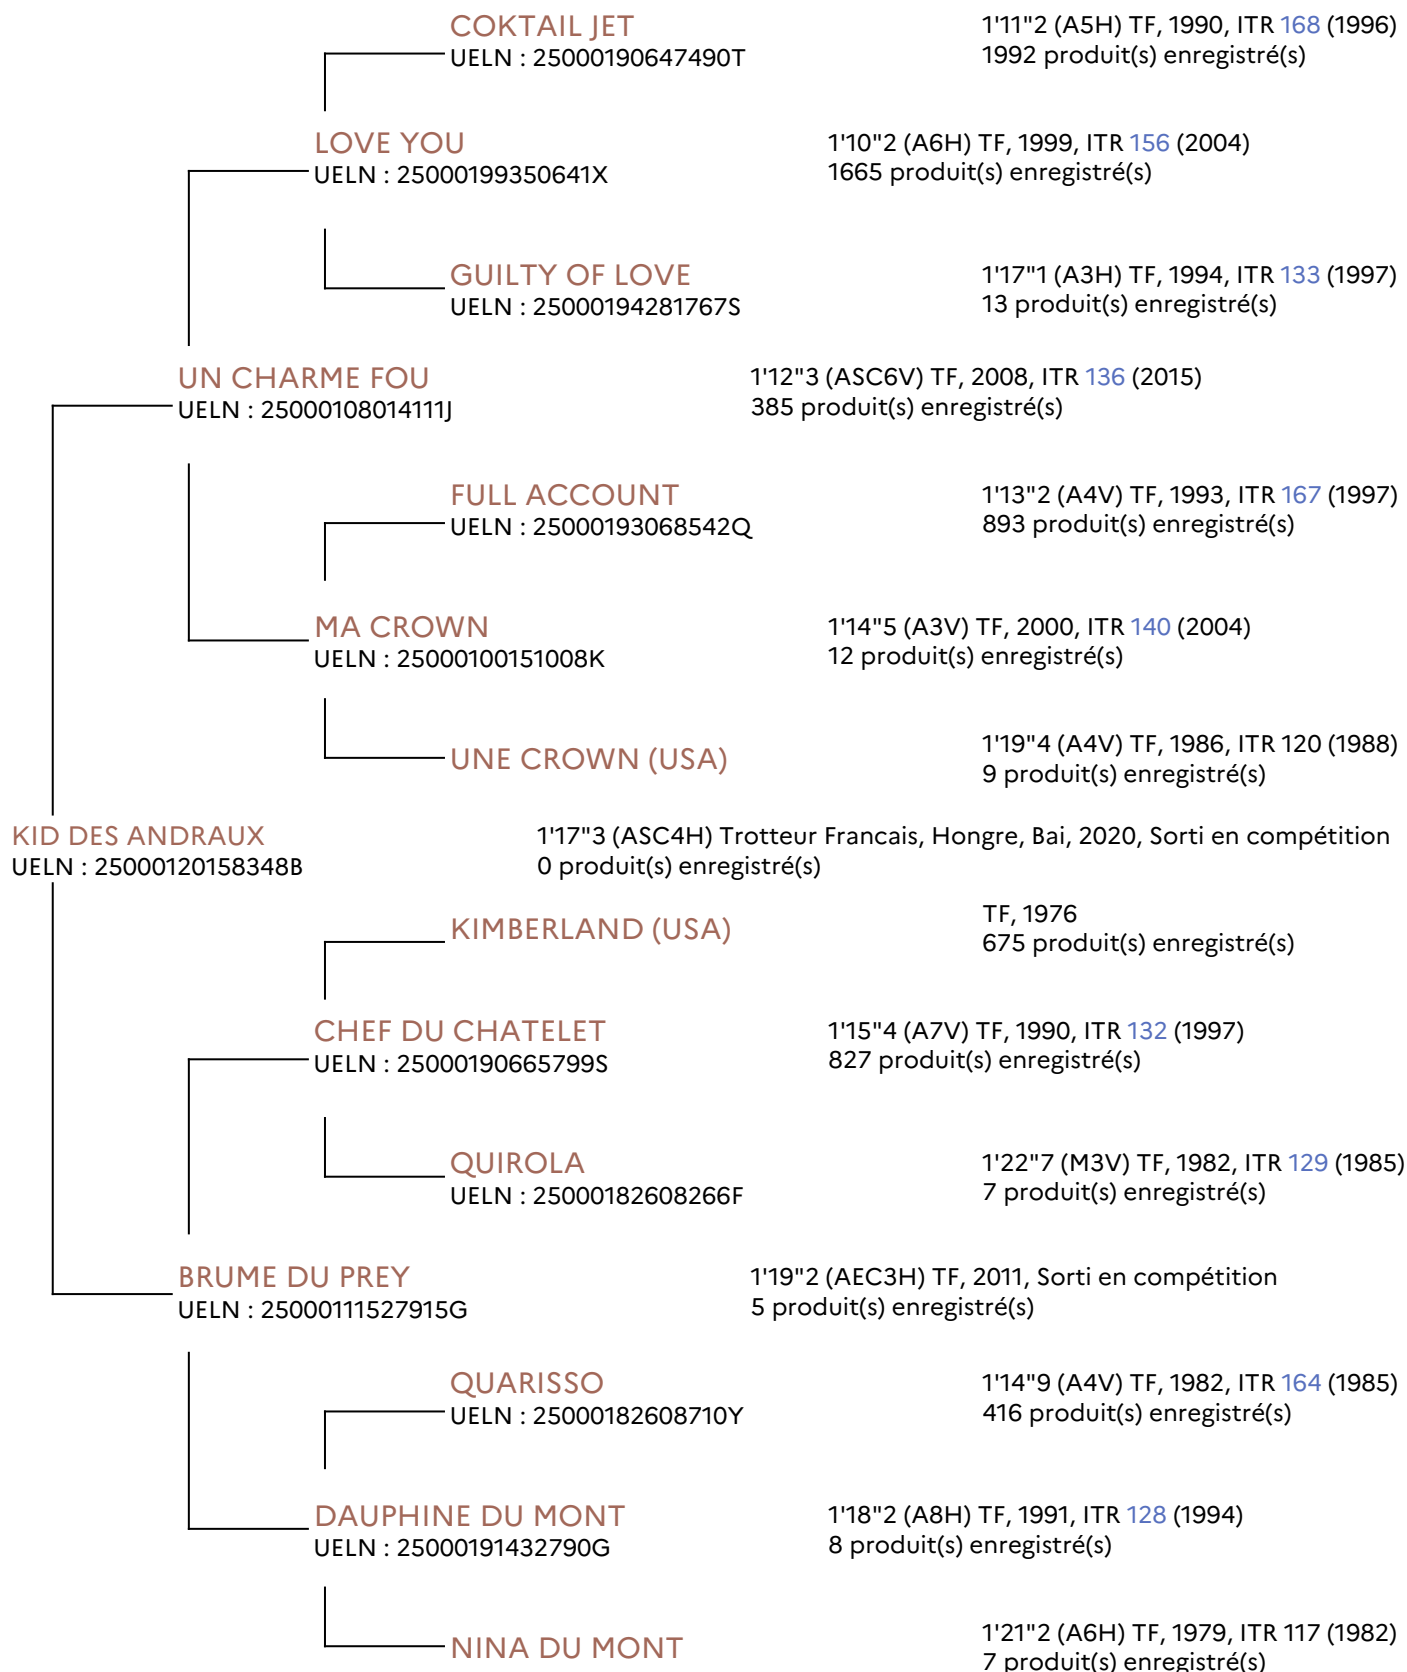 COKTAIL JET
1'11"2 (A5H) TF, 1990, ITR 168 (1996)
UELN : 25000190647490T
1992 produit(s) enregistré(s)
LOVE YOU
1'10"2 (A6H) TF, 1999, ITR 156 (2004)
UELN : 25000199350641X
1665 produit(s) enregistré(s)
GUILTY OF LOVE
1'17"1 (A3H) TF, 1994, ITR 133 (1997)
UELN : 25000194281767S
13 produit(s) enregistré(s)
UN CHARME FOU
1'12"3 (ASC6V) TF, 2008, ITR 136 (2015)
UELN : 25000108014111J
385 produit(s) enregistré(s)
FULL ACCOUNT
1'13"2 (A4V) TF, 1993, ITR 167 (1997)
UELN : 25000193068542Q
893 produit(s) enregistré(s)
MA CROWN
1'14"5 (A3V) TF, 2000, ITR 140 (2004)
UELN : 25000100151008K
12 produit(s) enregistré(s)
UNE CROWN (USA)
1'19"4 (A4V) TF, 1986, ITR 120 (1988)
9 produit(s) enregistré(s)
KID DES ANDRAUX
1'17"3 (ASC4H) Trotteur Francais, Hongre, Bai, 2020, Sorti en compétition
UELN : 25000120158348B
0 produit(s) enregistré(s)
KIMBERLAND (USA)
TF, 1976
675 produit(s) enregistré(s)
CHEF DU CHATELET
1'15"4 (A7V) TF, 1990, ITR 132 (1997)
UELN : 25000190665799S
827 produit(s) enregistré(s)
QUIROLA
1'22"7 (M3V) TF, 1982, ITR 129 (1985)
UELN : 25000182608266F
7 produit(s) enregistré(s)
BRUME DU PREY
1'19"2 (AEC3H) TF, 2011, Sorti en compétition
UELN : 25000111527915G
5 produit(s) enregistré(s)
QUARISSO
1'14"9 (A4V) TF, 1982, ITR 164 (1985)
UELN : 25000182608710Y
416 produit(s) enregistré(s)
DAUPHINE DU MONT
1'18"2 (A8H) TF, 1991, ITR 128 (1994)
UELN : 25000191432790G
8 produit(s) enregistré(s)
NINA DU MONT
1'21"2 (A6H) TF, 1979, ITR 117 (1982)
7 produit(s) enregistré(s)